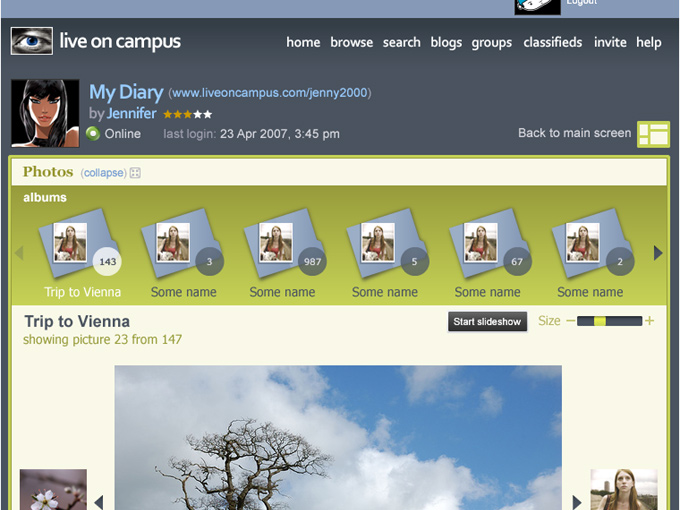 Logout
live on campus
home browse search blogs groups classifieds invite help
My Diary (www.liveoncampus.com/jenny2000)
by Jennifer
Online last login: 23 Apr 2007, 3:45 pm
Back to main screen
Photos (collapse)
albums
143 3 987 5 67 2
Trip to Vienna Some name Some name Some name Some name Some name
Trip to Vienna
Start slideshow Size
showing picture 23 from 147